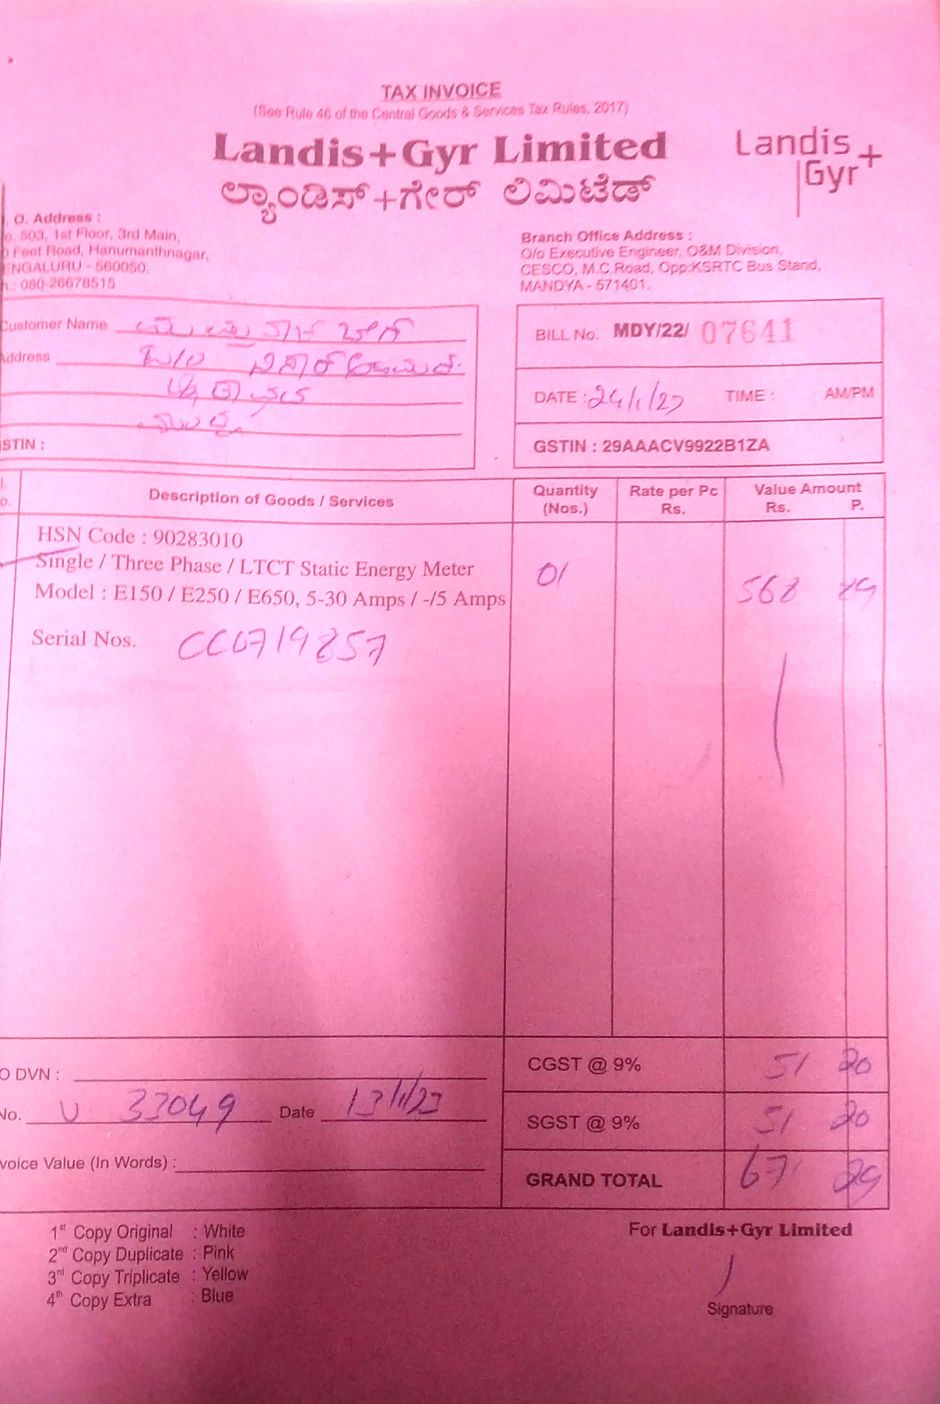 TAX INVOICE
(See Rule 46 of the Central Goods & Services Tax Rules, 2017)
Landis+Gyr Limited
Landis
Gyr+
ಲ್ಯಾಂಡಿಸ್+ಗೇರ್ ಲಿಮಿಟೆಡ್
. O. Address :
o. 503, 1st Floor, 3rd Main,
Feet Road, Hanumanthnagar,
ENGALURU - 560050.
: 080-26678515
Branch Office Address :
O/o Executive Engineer, O&M Division,
CESCO, M.C.Road, Opp:KSRTC Bus Stand,
MANDYA - 571401.
Customer Name
Address
STIN :
BILL No. MDY/22/ 07641
DATE : 24/1/23 TIME : AM/PM
GSTIN : 29AAACV9922B1ZA
Description of Goods / Services
Quantity (Nos.)
Rate per Pc Rs.
Value Amount Rs. P.
HSN Code : 90283010
Single / Three Phase / LTCT Static Energy Meter
Model : E150 / E250 / E650, 5-30 Amps / -/5 Amps
01 568 29
Serial Nos. CC0719857
O DVN :
No. U 33049 Date 13/1/23
voice Value (In Words) :
CGST @ 9% 51 20
SGST @ 9% 51 20
GRAND TOTAL 67 29
1st Copy Original : White
2nd Copy Duplicate : Pink
3rd Copy Triplicate : Yellow
4th Copy Extra : Blue
For Landis+Gyr Limited
Signature